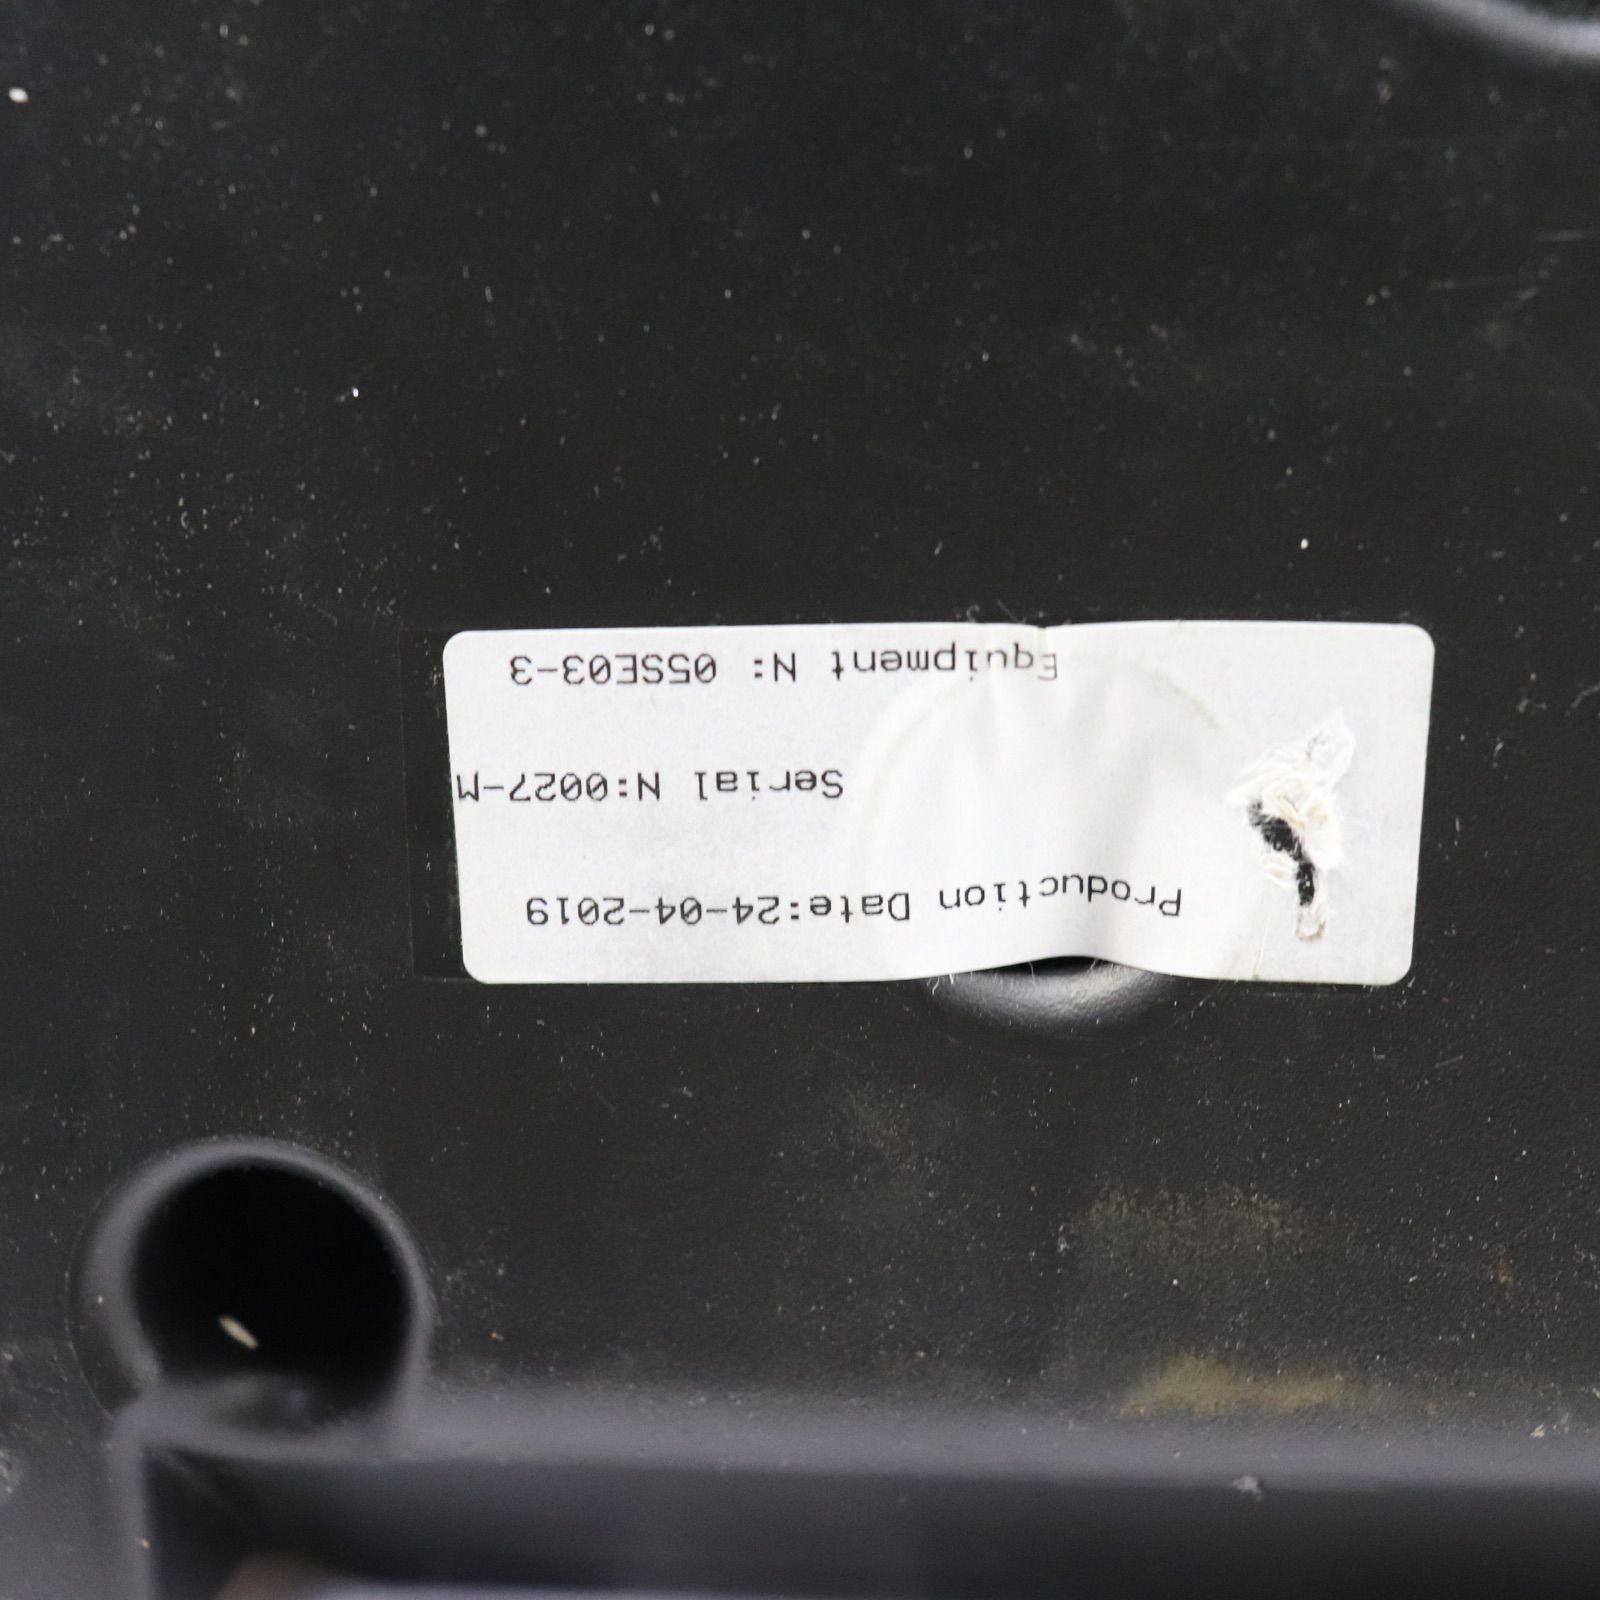 Production Date:24-04-2019
Serial N:0027-M
Equipment N: 05SE03-3